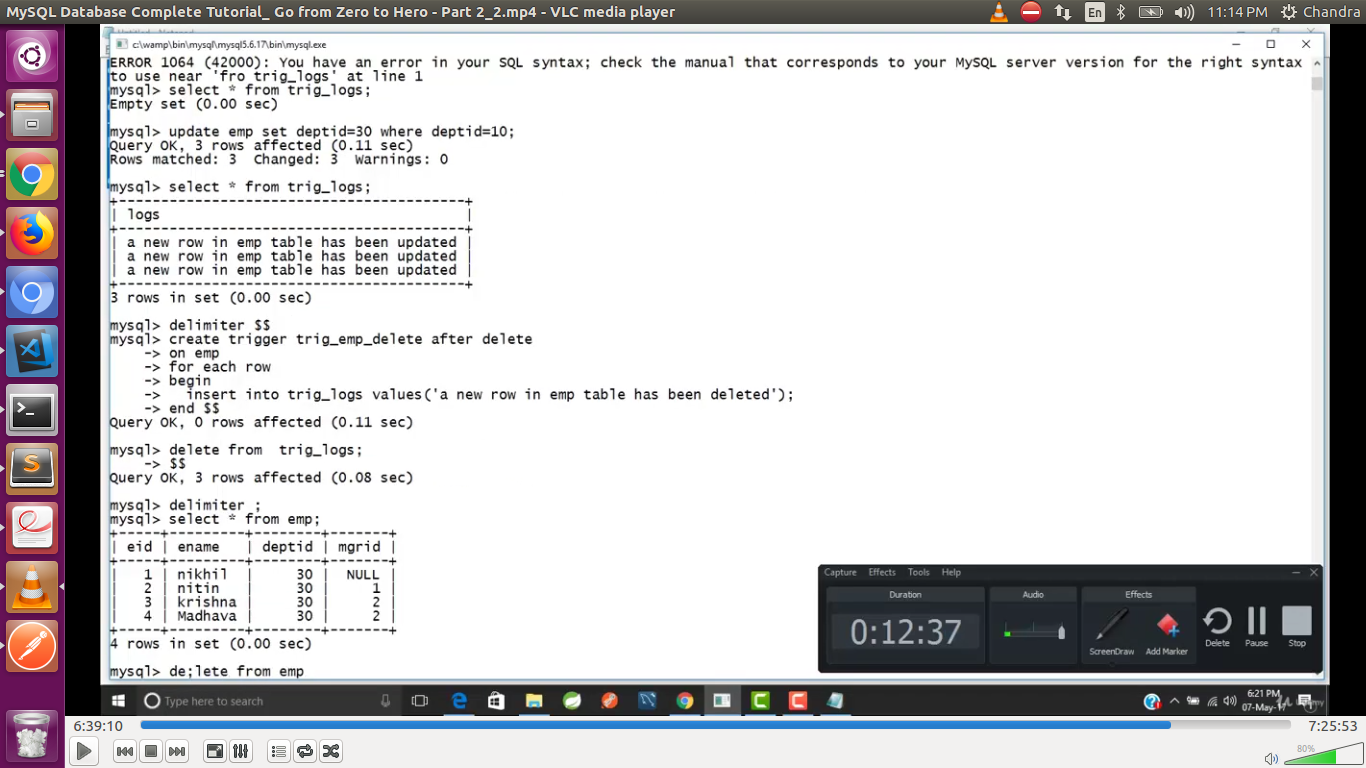 MySQL Database Complete Tutorial_ Go from Zero to Hero - Part 2_2.mp4 - VLC media player
En
11:14 PM
Chandra
c:\wamp\bin\mysql\mysql5.6.17\bin\mysql.exe
ERROR 1064 (42000): You have an error in your SQL syntax; check the manual that corresponds to your MySQL server version for the right syntax
to use near 'fro trig_logs' at line 1
mysql> select * from trig_logs;
Empty set (0.00 sec)
mysql> update emp set deptid=30 where deptid=10;
Query OK, 3 rows affected (0.11 sec)
Rows matched: 3  Changed: 3  Warnings: 0
mysql> select * from trig_logs;
+----------------------------------------+
| logs                                   |
+----------------------------------------+
| a new row in emp table has been updated |
| a new row in emp table has been updated |
| a new row in emp table has been updated |
+----------------------------------------+
3 rows in set (0.00 sec)
mysql> delimiter $$
mysql> create trigger trig_emp_delete after delete
    -> on emp
    -> for each row
    -> begin
    ->   insert into trig_logs values('a new row in emp table has been deleted');
    -> end $$
Query OK, 0 rows affected (0.11 sec)
mysql> delete from  trig_logs;
    -> $$
Query OK, 3 rows affected (0.08 sec)
mysql> delimiter ;
mysql> select * from emp;
+-----+---------+--------+-------+
| eid | ename   | deptid | mgrid |
+-----+---------+--------+-------+
|   1 | nikhil  |     30 |  NULL |
|   2 | nitin   |     30 |     1 |
|   3 | krishna |     30 |     2 |
|   4 | Madhava |     30 |     2 |
+-----+---------+--------+-------+
4 rows in set (0.00 sec)
mysql> de;lete from emp
Capture Effects Tools Help
Duration
Audio
Effects
0:12:37
ScreenDraw
Add Marker
Delete
Pause
Stop
Type here to search
6:21 PM
07-May-1
6:39:10
7:25:53
80%